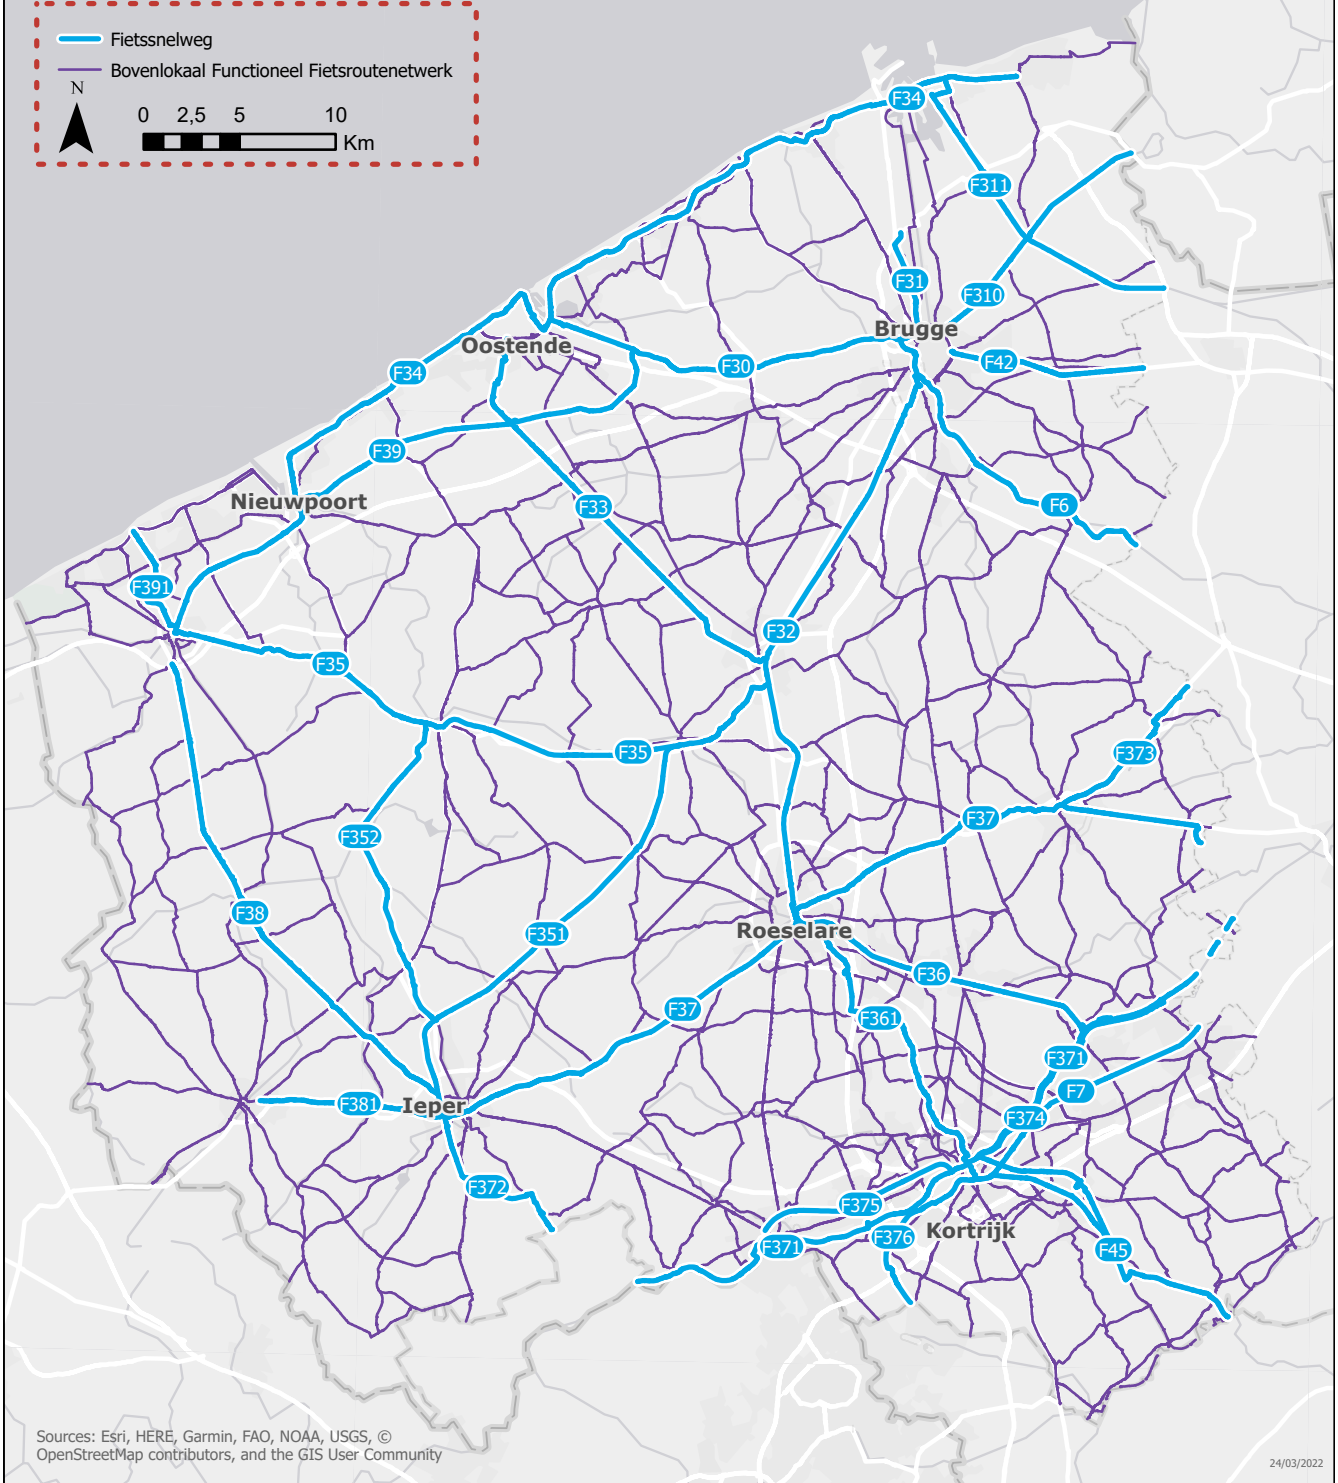 Fietssnelweg
Bovenlokaal Functioneel Fietsroutenetwerk
N
0 2,5 5 10
Km
F34
F311
F31
F310
Brugge
Oostende
F34
F30
F42
F39
Nieuwpoort
F33
F6
F391
F32
F35
F35
F373
F37
F352
F38
F351
Roeselare
F36
F37
F361
F371
F7
F381
Ieper
F374
F372
F375
Kortrijk
F371
F376
F45
Sources: Esri, HERE, Garmin, FAO, NOAA, USGS, ©
OpenStreetMap contributors, and the GIS User Community
24/03/2022